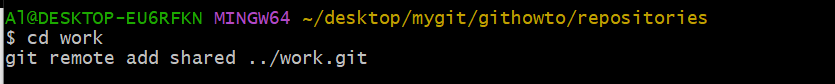 Al@DESKTOP-EU6RFKN MINGW64 ~/desktop/mygit/githowto/repositories
$ cd work
git remote add shared ../work.git